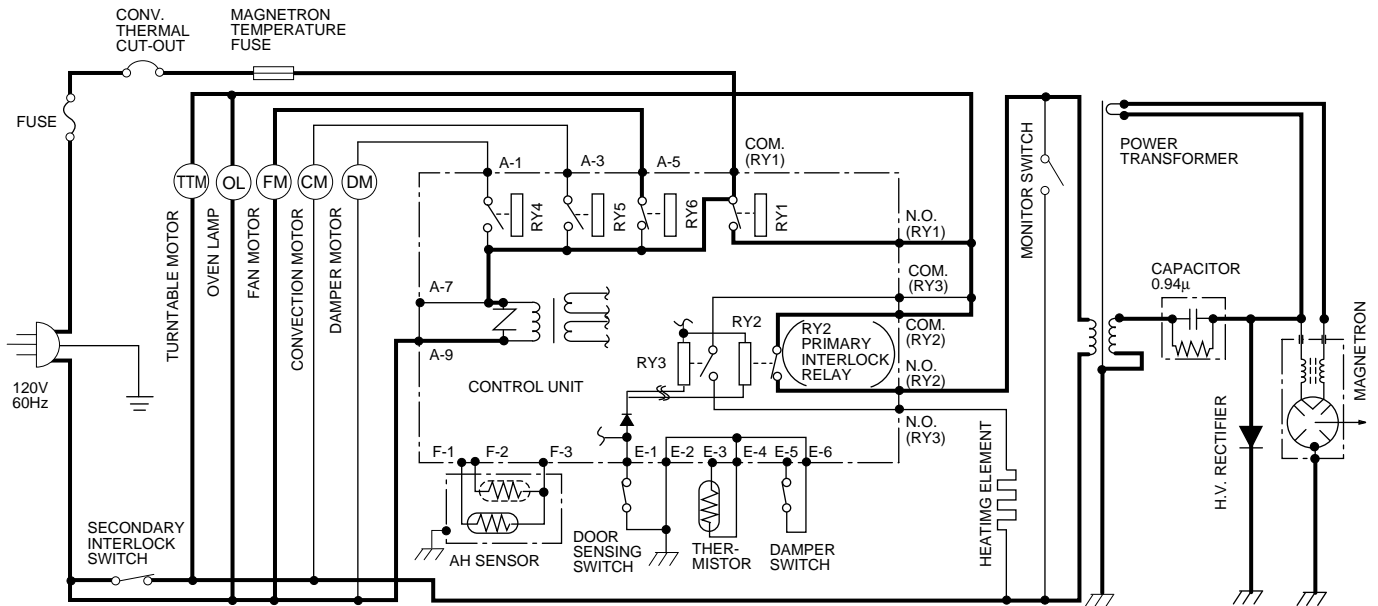 CONV.
THERMAL
CUT-OUT
MAGNETRON
TEMPERATURE
FUSE
FUSE
TTM
OL
FM
CM
DM
TURNTABLE MOTOR
OVEN LAMP
FAN MOTOR
CONVECTION MOTOR
DAMPER MOTOR
120V
60Hz
A-1
A-3
A-5
COM.
(RY1)
RY4
RY5
RY6
RY1
N.O.
(RY1)
A-7
A-9
COM.
(RY3)
COM.
(RY2)
N.O.
(RY2)
N.O.
(RY3)
RY3
RY2
RY2
PRIMARY
INTERLOCK
RELAY
CONTROL UNIT
F-1
F-2
F-3
E-1
E-2
E-3
E-4
E-5
E-6
AH SENSOR
DOOR
SENSING
SWITCH
THER-
MISTOR
DAMPER
SWITCH
SECONDARY
INTERLOCK
SWITCH
HEATIMG ELEMENT
MONITOR SWITCH
POWER
TRANSFORMER
CAPACITOR
0.94μ
H.V. RECTIFIER
MAGNETRON